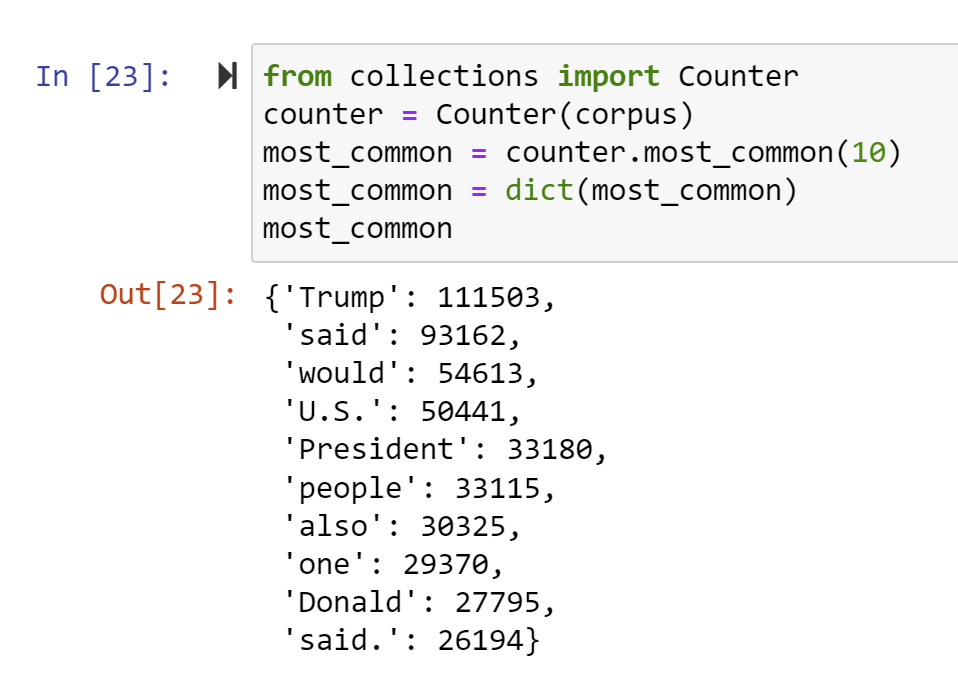 In [23]: from collections import Counter
counter = Counter(corpus)
most_common = counter.most_common(10)
most_common = dict(most_common)
most_common
Out[23]: {'Trump': 111503,
'said': 93162,
'would': 54613,
'U.S.': 50441,
'President': 33180,
'people': 33115,
'also': 30325,
'one': 29370,
'Donald': 27795,
'said.': 26194}